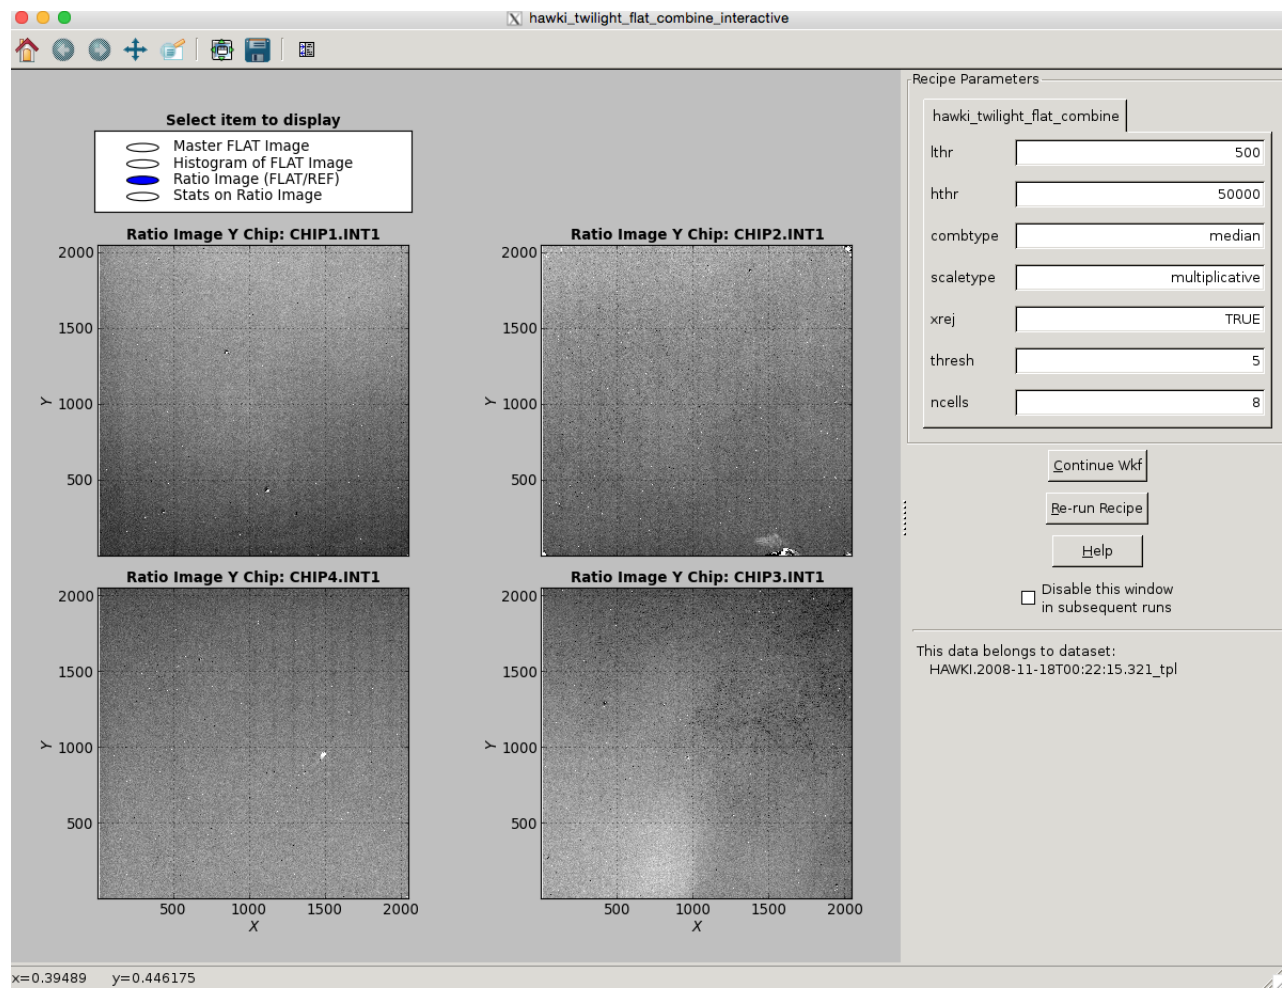 hawki_twilight_flat_combine_interactive
Select item to display
Master FLAT Image
Histogram of FLAT Image
Ratio Image (FLAT/REF)
Stats on Ratio Image
Ratio Image Y Chip: CHIP1.INT1
2000
1500
1000
500
Y
Ratio Image Y Chip: CHIP2.INT1
2000
1500
1000
500
Y
Ratio Image Y Chip: CHIP4.INT1
2000
1500
1000
500
Y
500 1000 1500 2000
X
Ratio Image Y Chip: CHIP3.INT1
2000
1500
1000
500
Y
500 1000 1500 2000
X
Recipe Parameters
hawki_twilight_flat_combine
lthr 500
hthr 50000
combtype median
scaletype multiplicative
xrej TRUE
thresh 5
ncells 8
Continue Wkf
Re-run Recipe
Help
Disable this window
in subsequent runs
This data belongs to dataset:
HAWKI.2008-11-18T00:22:15.321_tpl
x=0.39489 y=0.446175